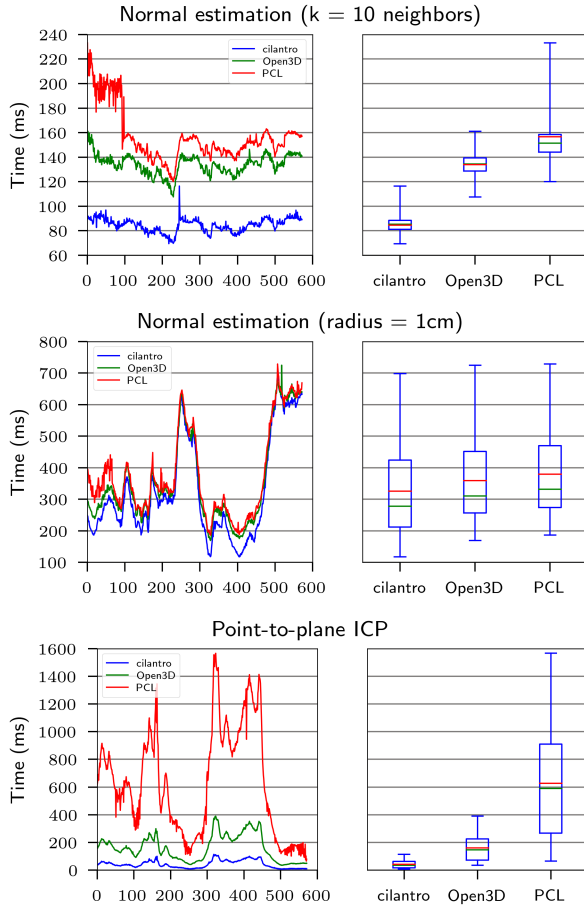 Normal estimation (k = 10 neighbors)
240
220
200
180
160
140
120
100
80
60
Time (ms)
cilantro
Open3D
PCL
0 100 200 300 400 500 600
cilantro Open3D PCL
Normal estimation (radius = 1cm)
800
700
600
500
400
300
200
100
Time (ms)
cilantro
Open3D
PCL
0 100 200 300 400 500 600
cilantro Open3D PCL
Point-to-plane ICP
1600
1400
1200
1000
800
600
400
200
0
Time (ms)
cilantro
Open3D
PCL
0 100 200 300 400 500 600
cilantro Open3D PCL